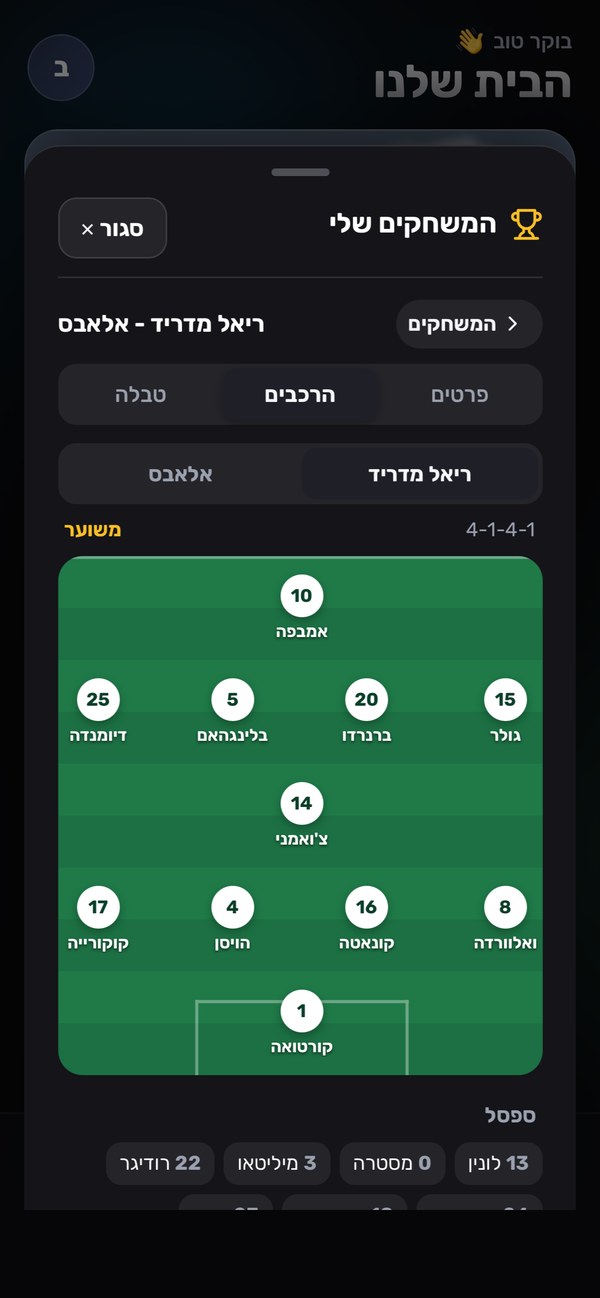 בוקר טוב 👋
הבית שלנו
ב
המשחקים שלי
סגור ×
המשחקים
ריאל מדריד - אלאבס
פרטים
הרכבים
טבלה
ריאל מדריד
אלאבס
4-1-4-1
משוער
10
אמבפה
15
20
5
25
גולר
ברנרדו
בלינגהאם
דיומנדה
14
צ'ואמני
8
16
4
17
ואלוורדה
קונאטה
הויסן
קוקורייה
1
קורטואה
ספסל
13 לונין
0 מסטרה
3 מיליטאו
22 רודיגר